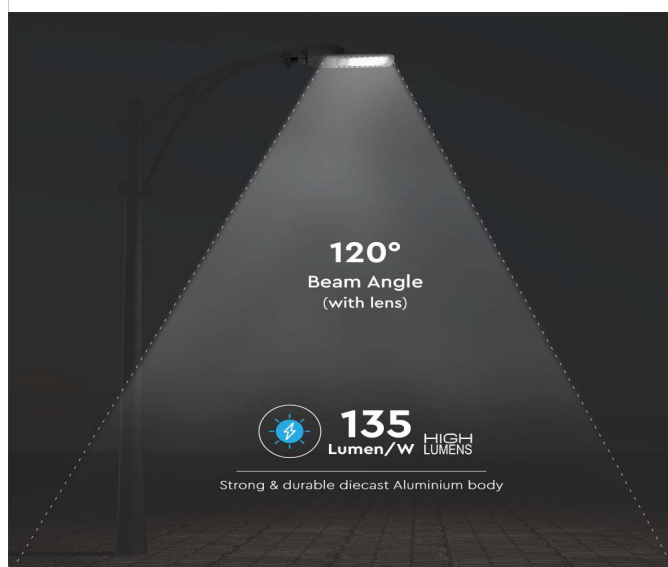 120°
Beam Angle
(with lens)
135
Lumen/W
HIGH
LUMENS
Strong & durable diecast Aluminium body